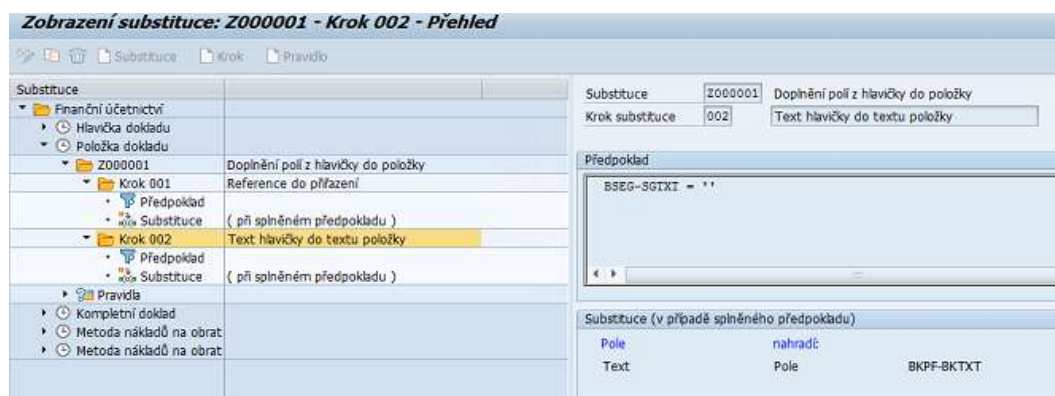 Zobrazení substituce: Z000001 - Krok 002 - Přehled
Substituce Krok Pravidlo
Substituce
Finanční účetnictví
Hlavička dokladu
Položka dokladu
Z000001 Doplnění polí z hlavičky do položky
Krok 001 Reference do přiřazení
Předpoklad
Substituce ( při splněném předpokladu )
Krok 002 Text hlavičky do textu položky
Předpoklad
Substituce ( při splněném předpokladu )
Pravidla
Kompletní doklad
Metoda nákladů na obrat
Metoda nákladů na obrat
Substituce Z000001 Doplnění polí z hlavičky do položky
Krok substituce 002 Text hlavičky do textu položky
Předpoklad
BSEG-SGTXT = ''
Substituce (v případě splněného předpokladu)
Pole nahradí:
Text Pole BKPF-BKTXT